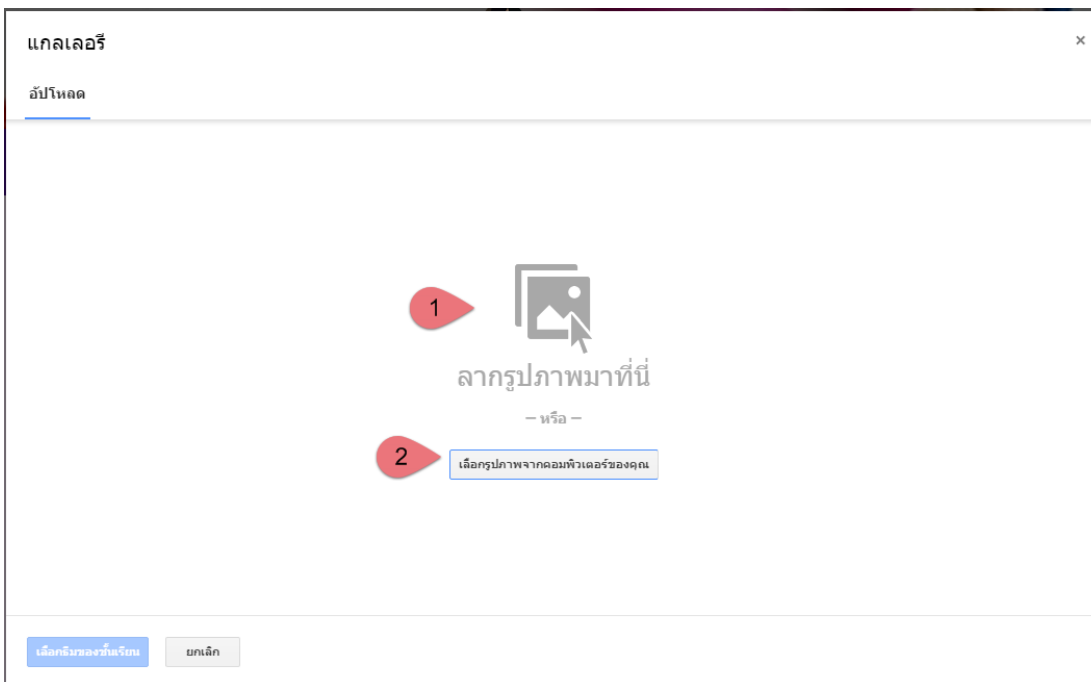 แกลเลอรี
×
อัปโหลด
1
ลากรูปภาพมาที่นี่
– หรือ –
2
เลือกรูปภาพจากคอมพิวเตอร์ของคุณ
เลือกธีมของชั้นเรียน
ยกเลิก